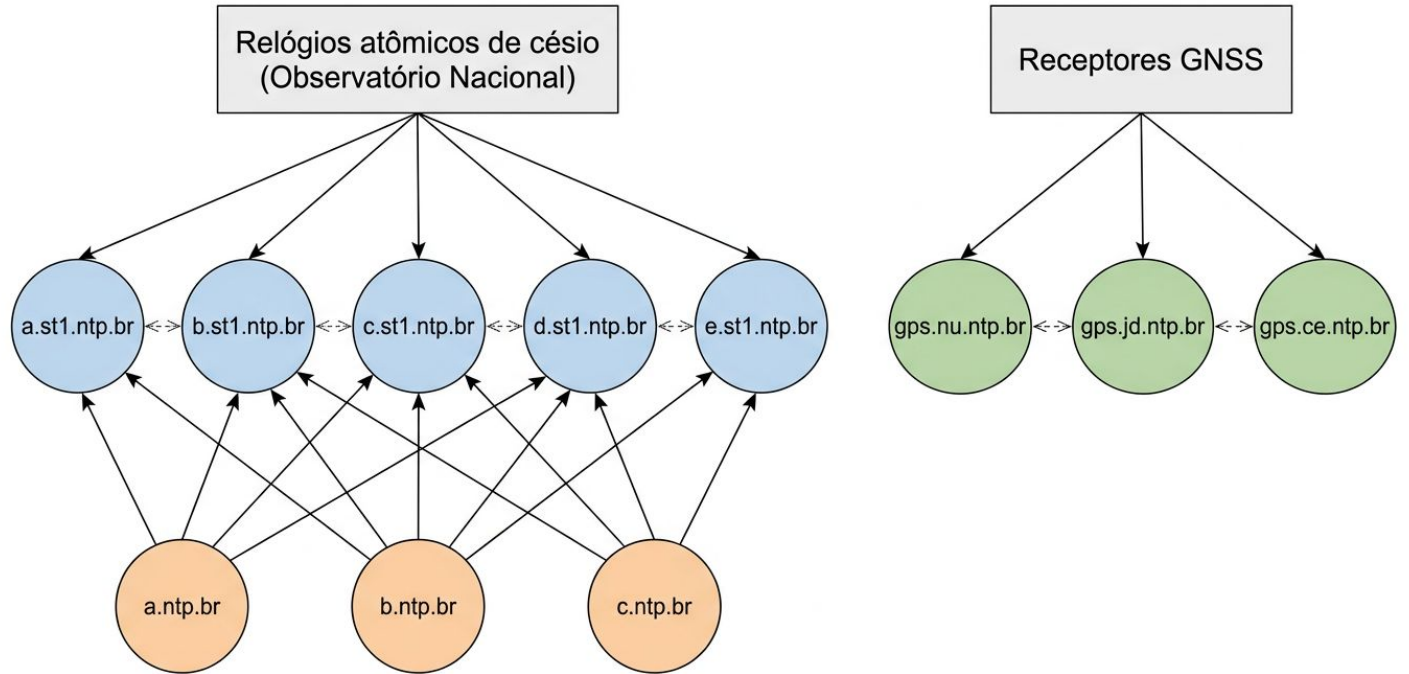 Relógios atômicos de césio
(Observatório Nacional)
Receptores GNSS
a.st1.ntp.br
b.st1.ntp.br
c.st1.ntp.br
d.st1.ntp.br
e.st1.ntp.br
gps.nu.ntp.br
gps.jd.ntp.br
gps.ce.ntp.br
a.ntp.br
b.ntp.br
c.ntp.br